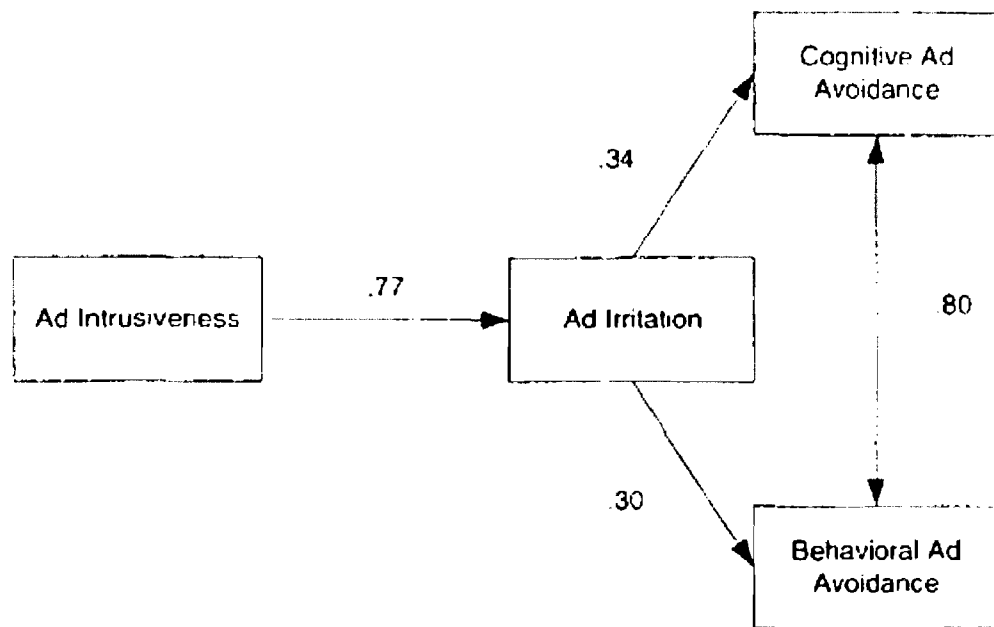 Cognitive Ad
Avoidance
.34
.77
Ad Intrusiveness
Ad Irritation
.80
.30
Behavioral Ad
Avoidance